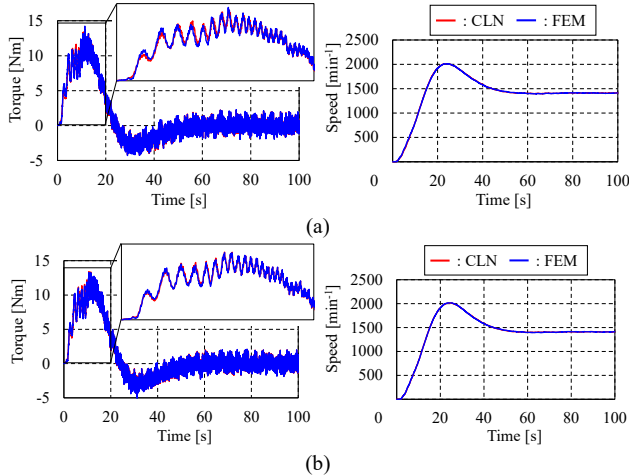 : CLN : FEM
15
10
5
0
-5
Torque [Nm]
0 20 40 60 80 100
Time [s]
2500
2000
1500
1000
500
0
Speed [min-1]
20 40 60 80 100
Time [s]
(a)
: CLN : FEM
15
10
5
0
-5
Torque [Nm]
0 20 40 60 80 100
Time [s]
2500
2000
1500
1000
500
0
Speed [min-1]
20 40 60 80 100
Time [s]
(b)